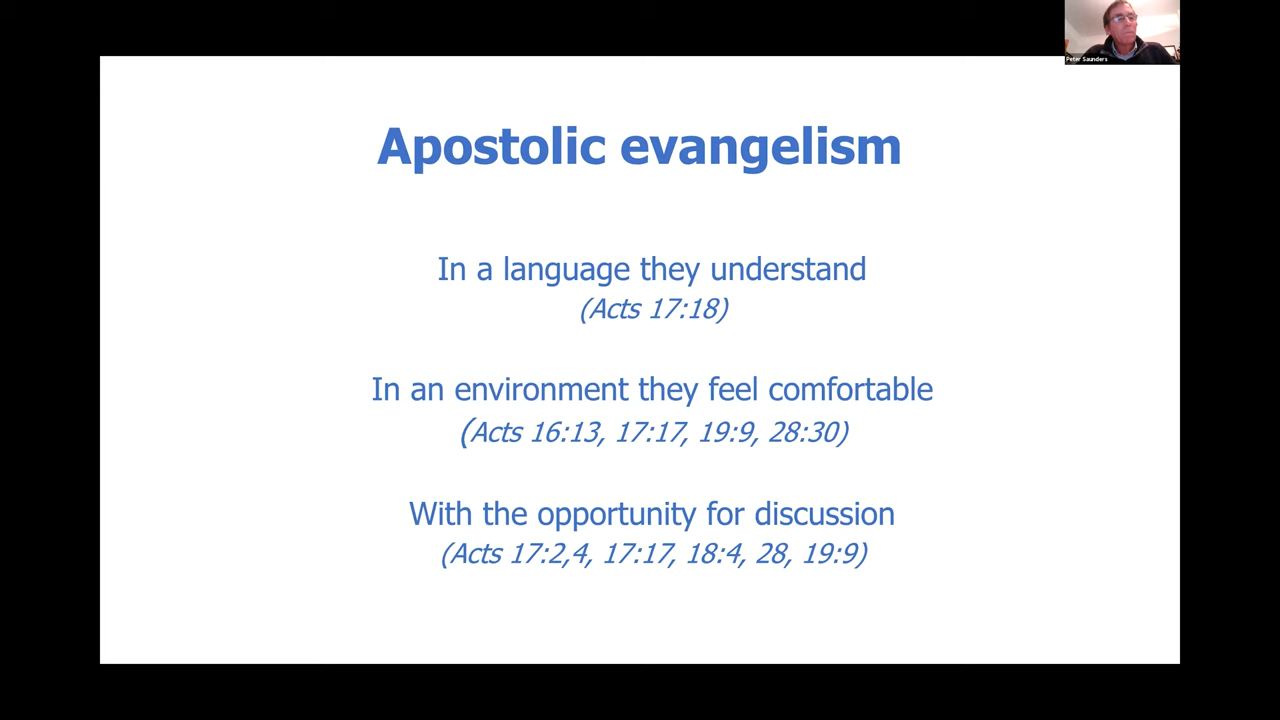 Peter Saunders
Apostolic evangelism
In a language they understand
(Acts 17:18)
In an environment they feel comfortable
(Acts 16:13, 17:17, 19:9, 28:30)
With the opportunity for discussion
(Acts 17:2,4, 17:17, 18:4, 28, 19:9)